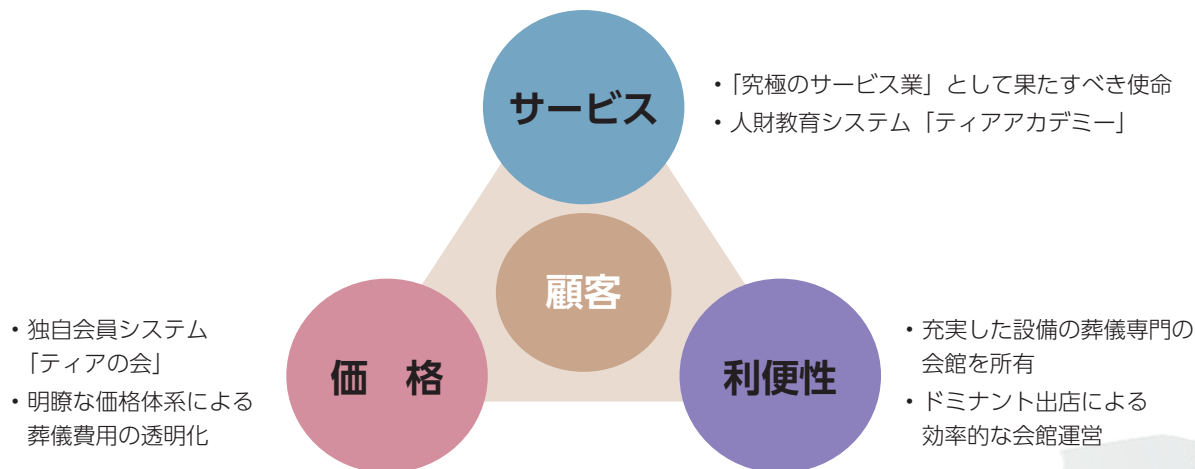 サービス
・「究極のサービス業」として果たすべき使命
・人財教育システム「ティアアカデミー」
顧客
価　格
・独自会員システム
「ティアの会」
・明瞭な価格体系による
葬儀費用の透明化
利便性
・充実した設備の葬儀専門の
会館を所有
・ドミナント出店による
効率的な会館運営